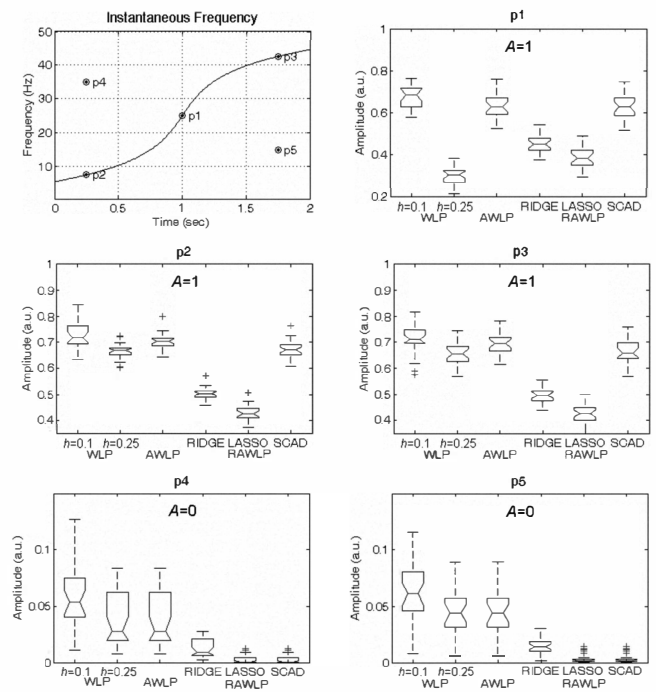 Instantaneous Frequency
50
40
30
20
10
0
0.5
1
1.5
2
Frequency (Hz)
Time (sec)
p4
p3
p1
p5
p2
p1
A=1
1
0.8
0.6
0.4
0.2
Amplitude (a.u.)
h=0.1 h=0.25 RIDGE LASSO SCAD
WLP AWLP RAWLP
p2
A=1
1
0.9
0.8
0.7
0.6
0.5
0.4
Amplitude (a.u.)
h=0.1 h=0.25 RIDGE LASSO SCAD
WLP AWLP RAWLP
p3
A=1
1
0.9
0.8
0.7
0.6
0.5
0.4
Amplitude (a.u.)
h=0.1 h=0.25 RIDGE LASSO SCAD
WLP AWLP RAWLP
p4
A=0
0.1
0.05
0
Amplitude (a.u.)
h=0.1 h=0.25 RIDGE LASSO SCAD
WLP AWLP RAWLP
p5
A=0
0.1
0.05
0
Amplitude (a.u.)
h=0.1 h=0.25 RIDGE LASSO SCAD
WLP AWLP RAWLP